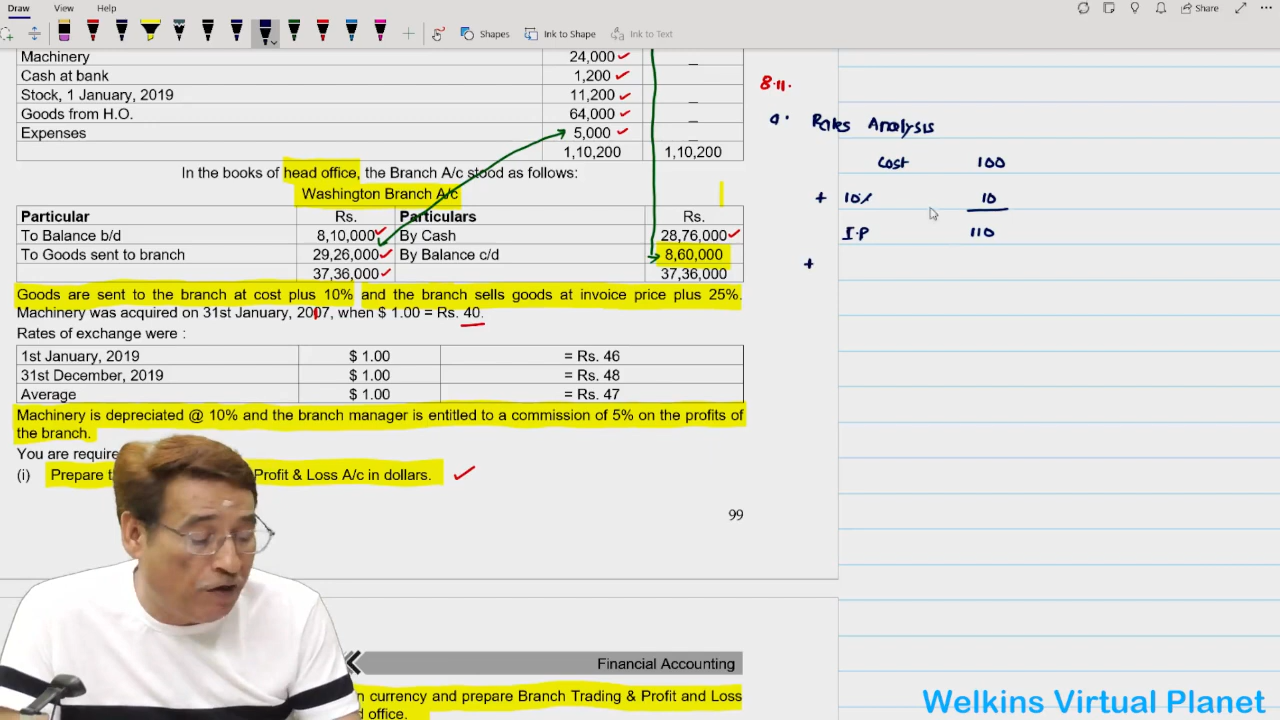 Draw View Help
Shapes Ink to Shape Ink to Text Share
Machinery 24,000 _
Cash at bank 1,200
Stock, 1 January, 2019 11,200 _
Goods from H.O. 64,000 _
Expenses 5,000 _
1,10,200 1,10,200
In the books of head office, the Branch A/c stood as follows:
Washington Branch A/c
Particular Rs. Particulars Rs.
To Balance b/d 8,10,000 By Cash 28,76,000
To Goods sent to branch 29,26,000 By Balance c/d 8,60,000
37,36,000 37,36,000
Goods are sent to the branch at cost plus 10% and the branch sells goods at invoice price plus 25%.
Machinery was acquired on 31st January, 2007, when $ 1.00 = Rs. 40.
Rates of exchange were :
1st January, 2019 $ 1.00 = Rs. 46
31st December, 2019 $ 1.00 = Rs. 48
Average $ 1.00 = Rs. 47
Machinery is depreciated @ 10% and the branch manager is entitled to a commission of 5% on the profits of
the branch.
You are require
(i) Prepare t Profit & Loss A/c in dollars.
99
Financial Accounting
n currency and prepare Branch Trading & Profit and Loss
d office.
8.11.
a. Rates Analysis
Cost 100
+ 10% 10
I.P 110
+
Welkins Virtual Planet